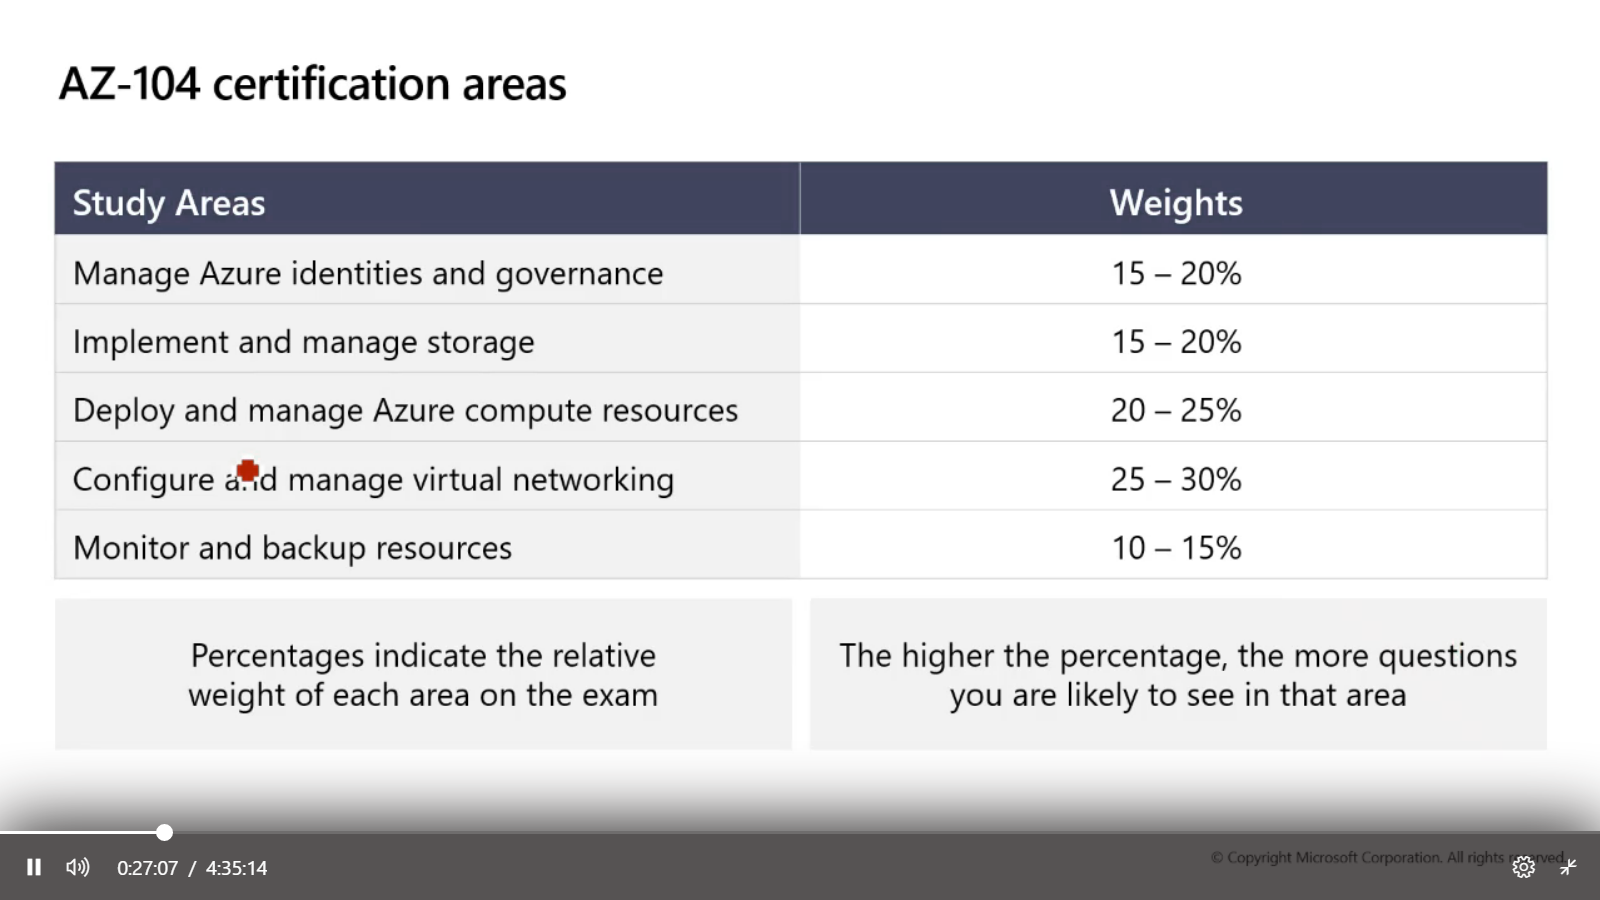 AZ-104 certification areas
Study Areas Weights
Manage Azure identities and governance 15 – 20%
Implement and manage storage 15 – 20%
Deploy and manage Azure compute resources 20 – 25%
Configure and manage virtual networking 25 – 30%
Monitor and backup resources 10 – 15%
Percentages indicate the relative
weight of each area on the exam
The higher the percentage, the more questions
you are likely to see in that area
© Copyright Microsoft Corporation. All rights reserved.
0:27:07 / 4:35:14